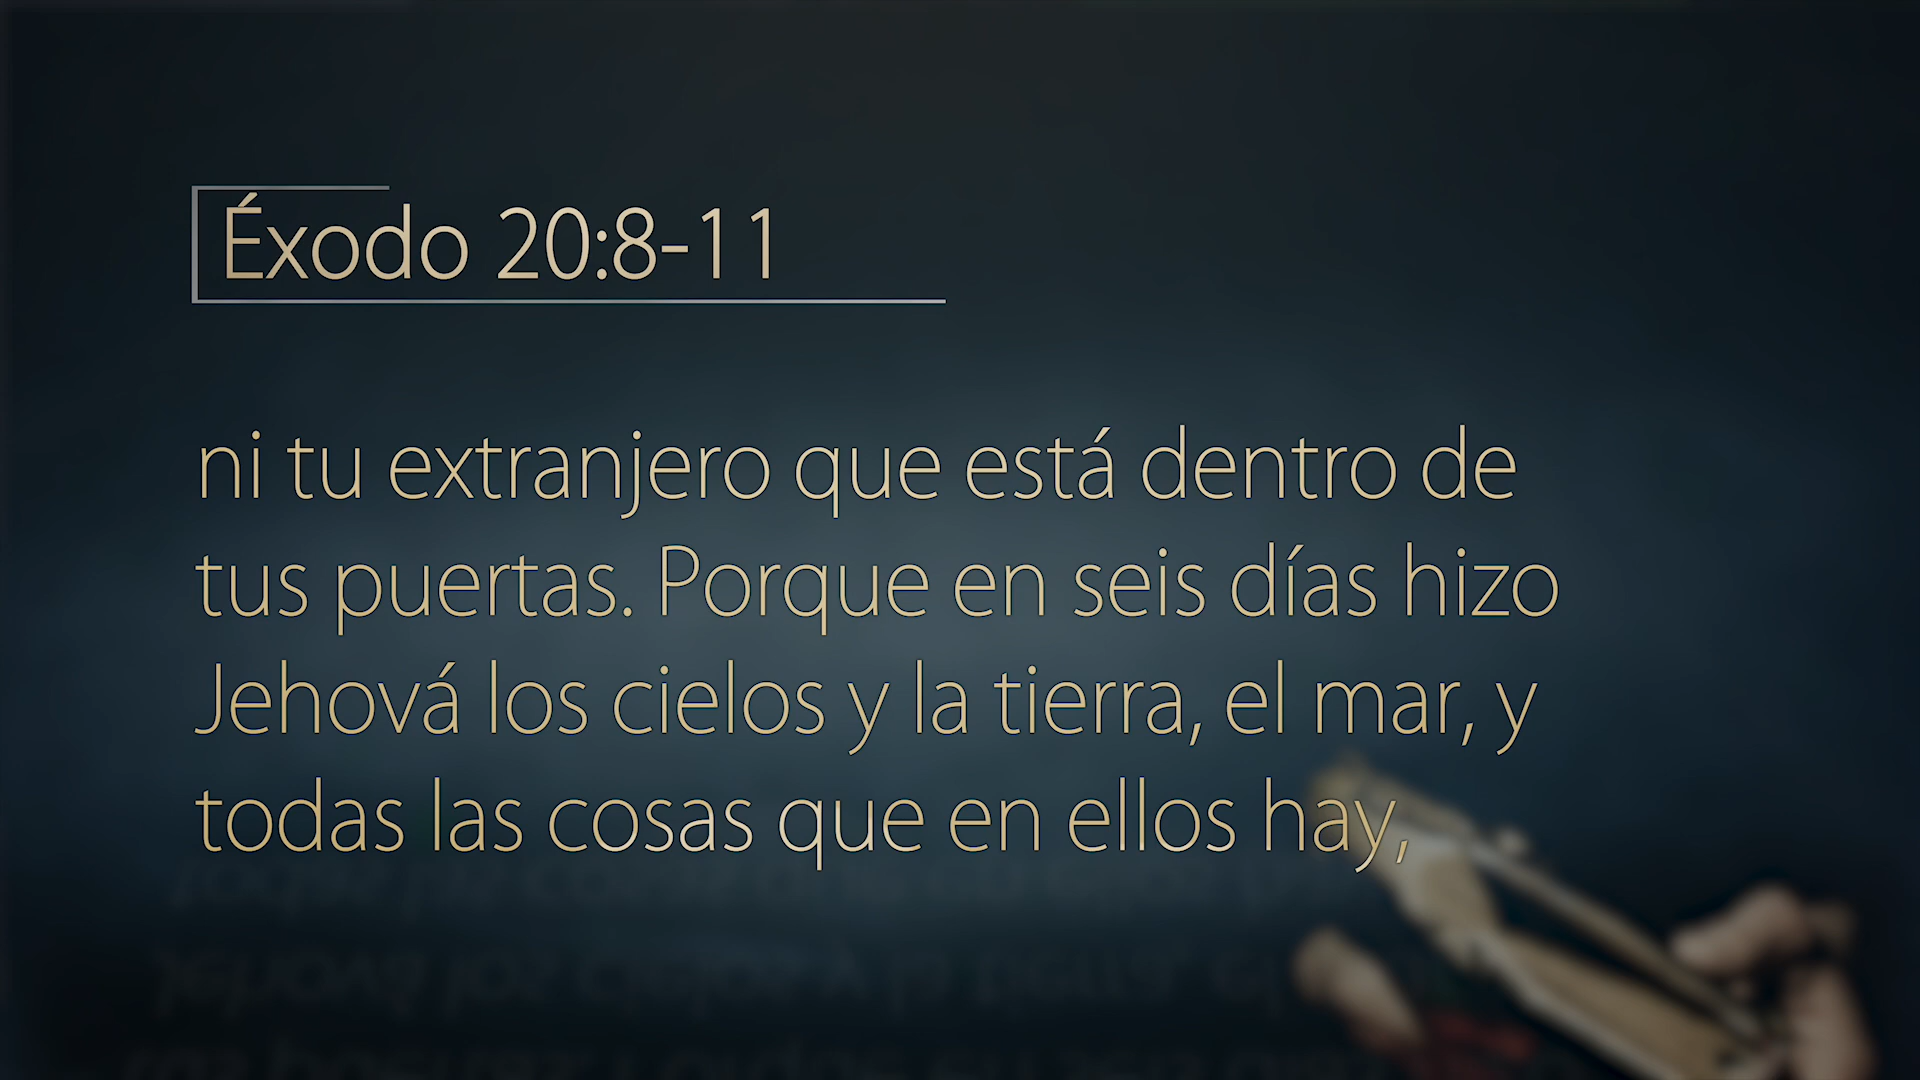 Éxodo 20:8-11
ni tu extranjero que está dentro de
tus puertas. Porque en seis días hizo
Jehová los cielos y la tierra, el mar, y
todas las cosas que en ellos hay,